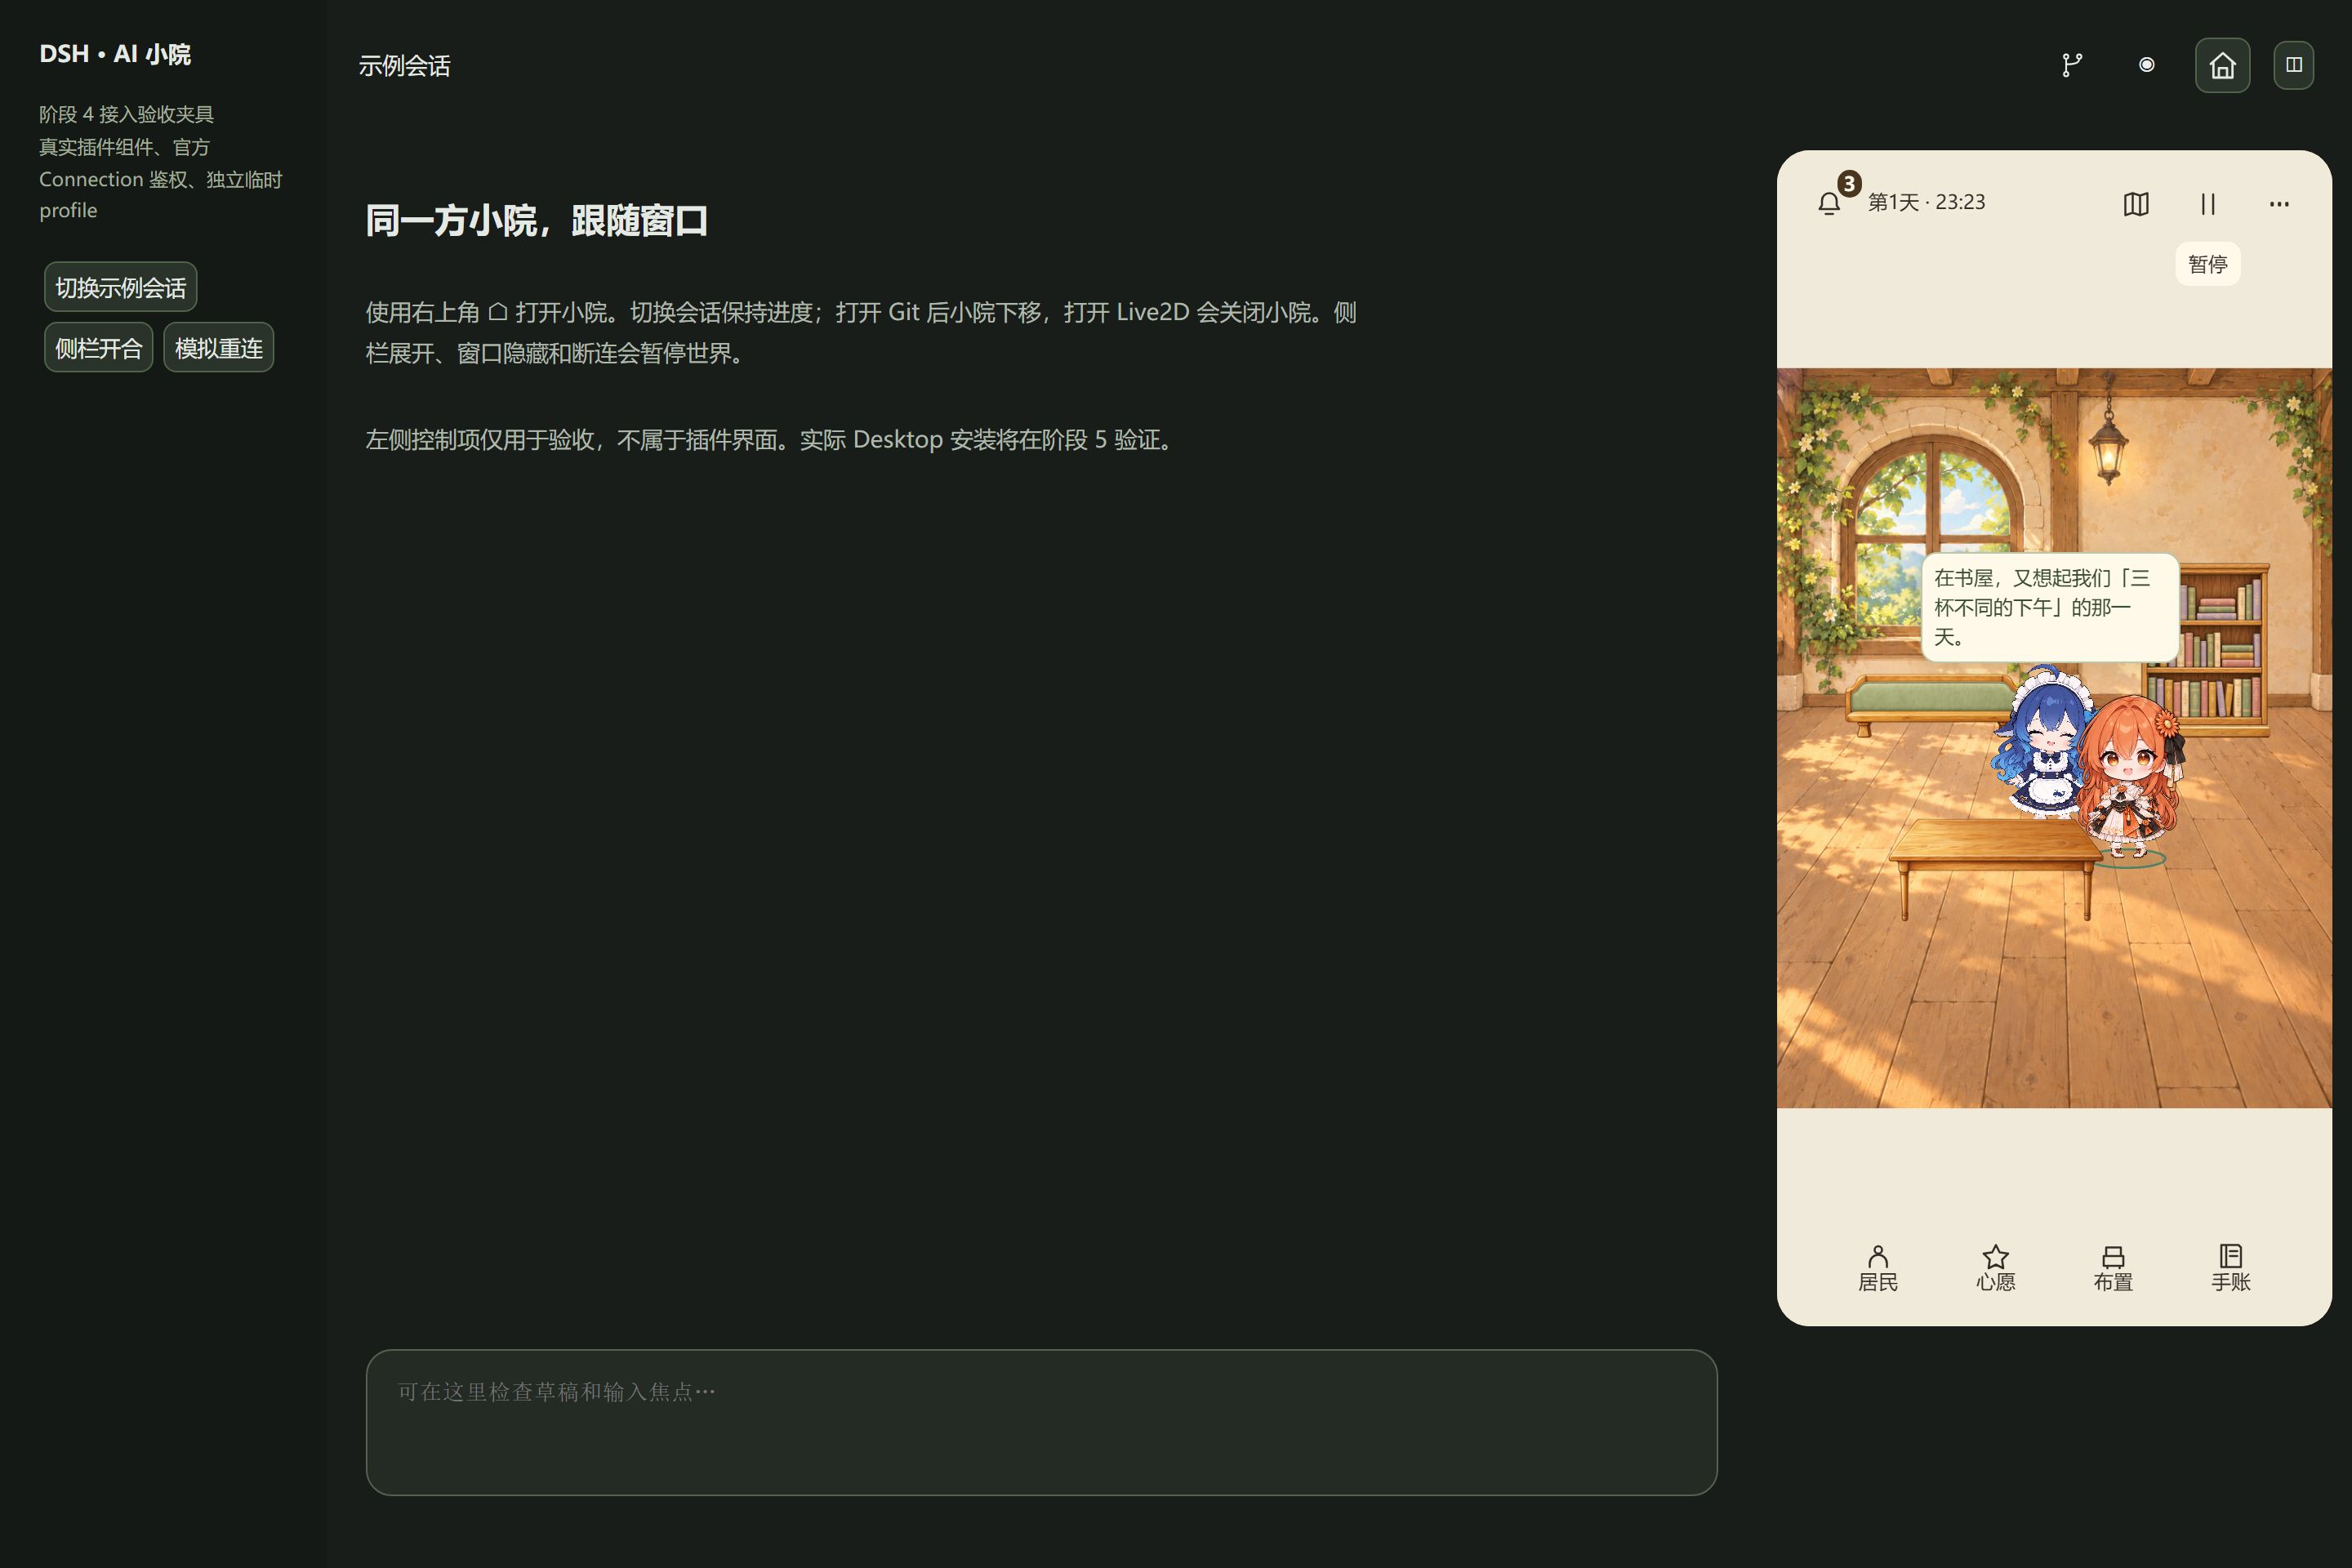 DSH • AI 小院
阶段 4 接入验收夹具
真实插件组件、官方
Connection 鉴权、独立临时
profile
切换示例会话
侧栏开合
模拟重连
示例会话
同一方小院，跟随窗口
使用右上角 ⌂ 打开小院。切换会话保持进度；打开 Git 后小院下移，打开 Live2D 会关闭小院。侧
栏展开、窗口隐藏和断连会暂停世界。
左侧控制项仅用于验收，不属于插件界面。实际 Desktop 安装将在阶段 5 验证。
可在这里检查草稿和输入焦点…
3
第1天 · 23:23
暂停
在书屋，又想起我们「三
杯不同的下午」的那一
天。
居民
心愿
布置
手账